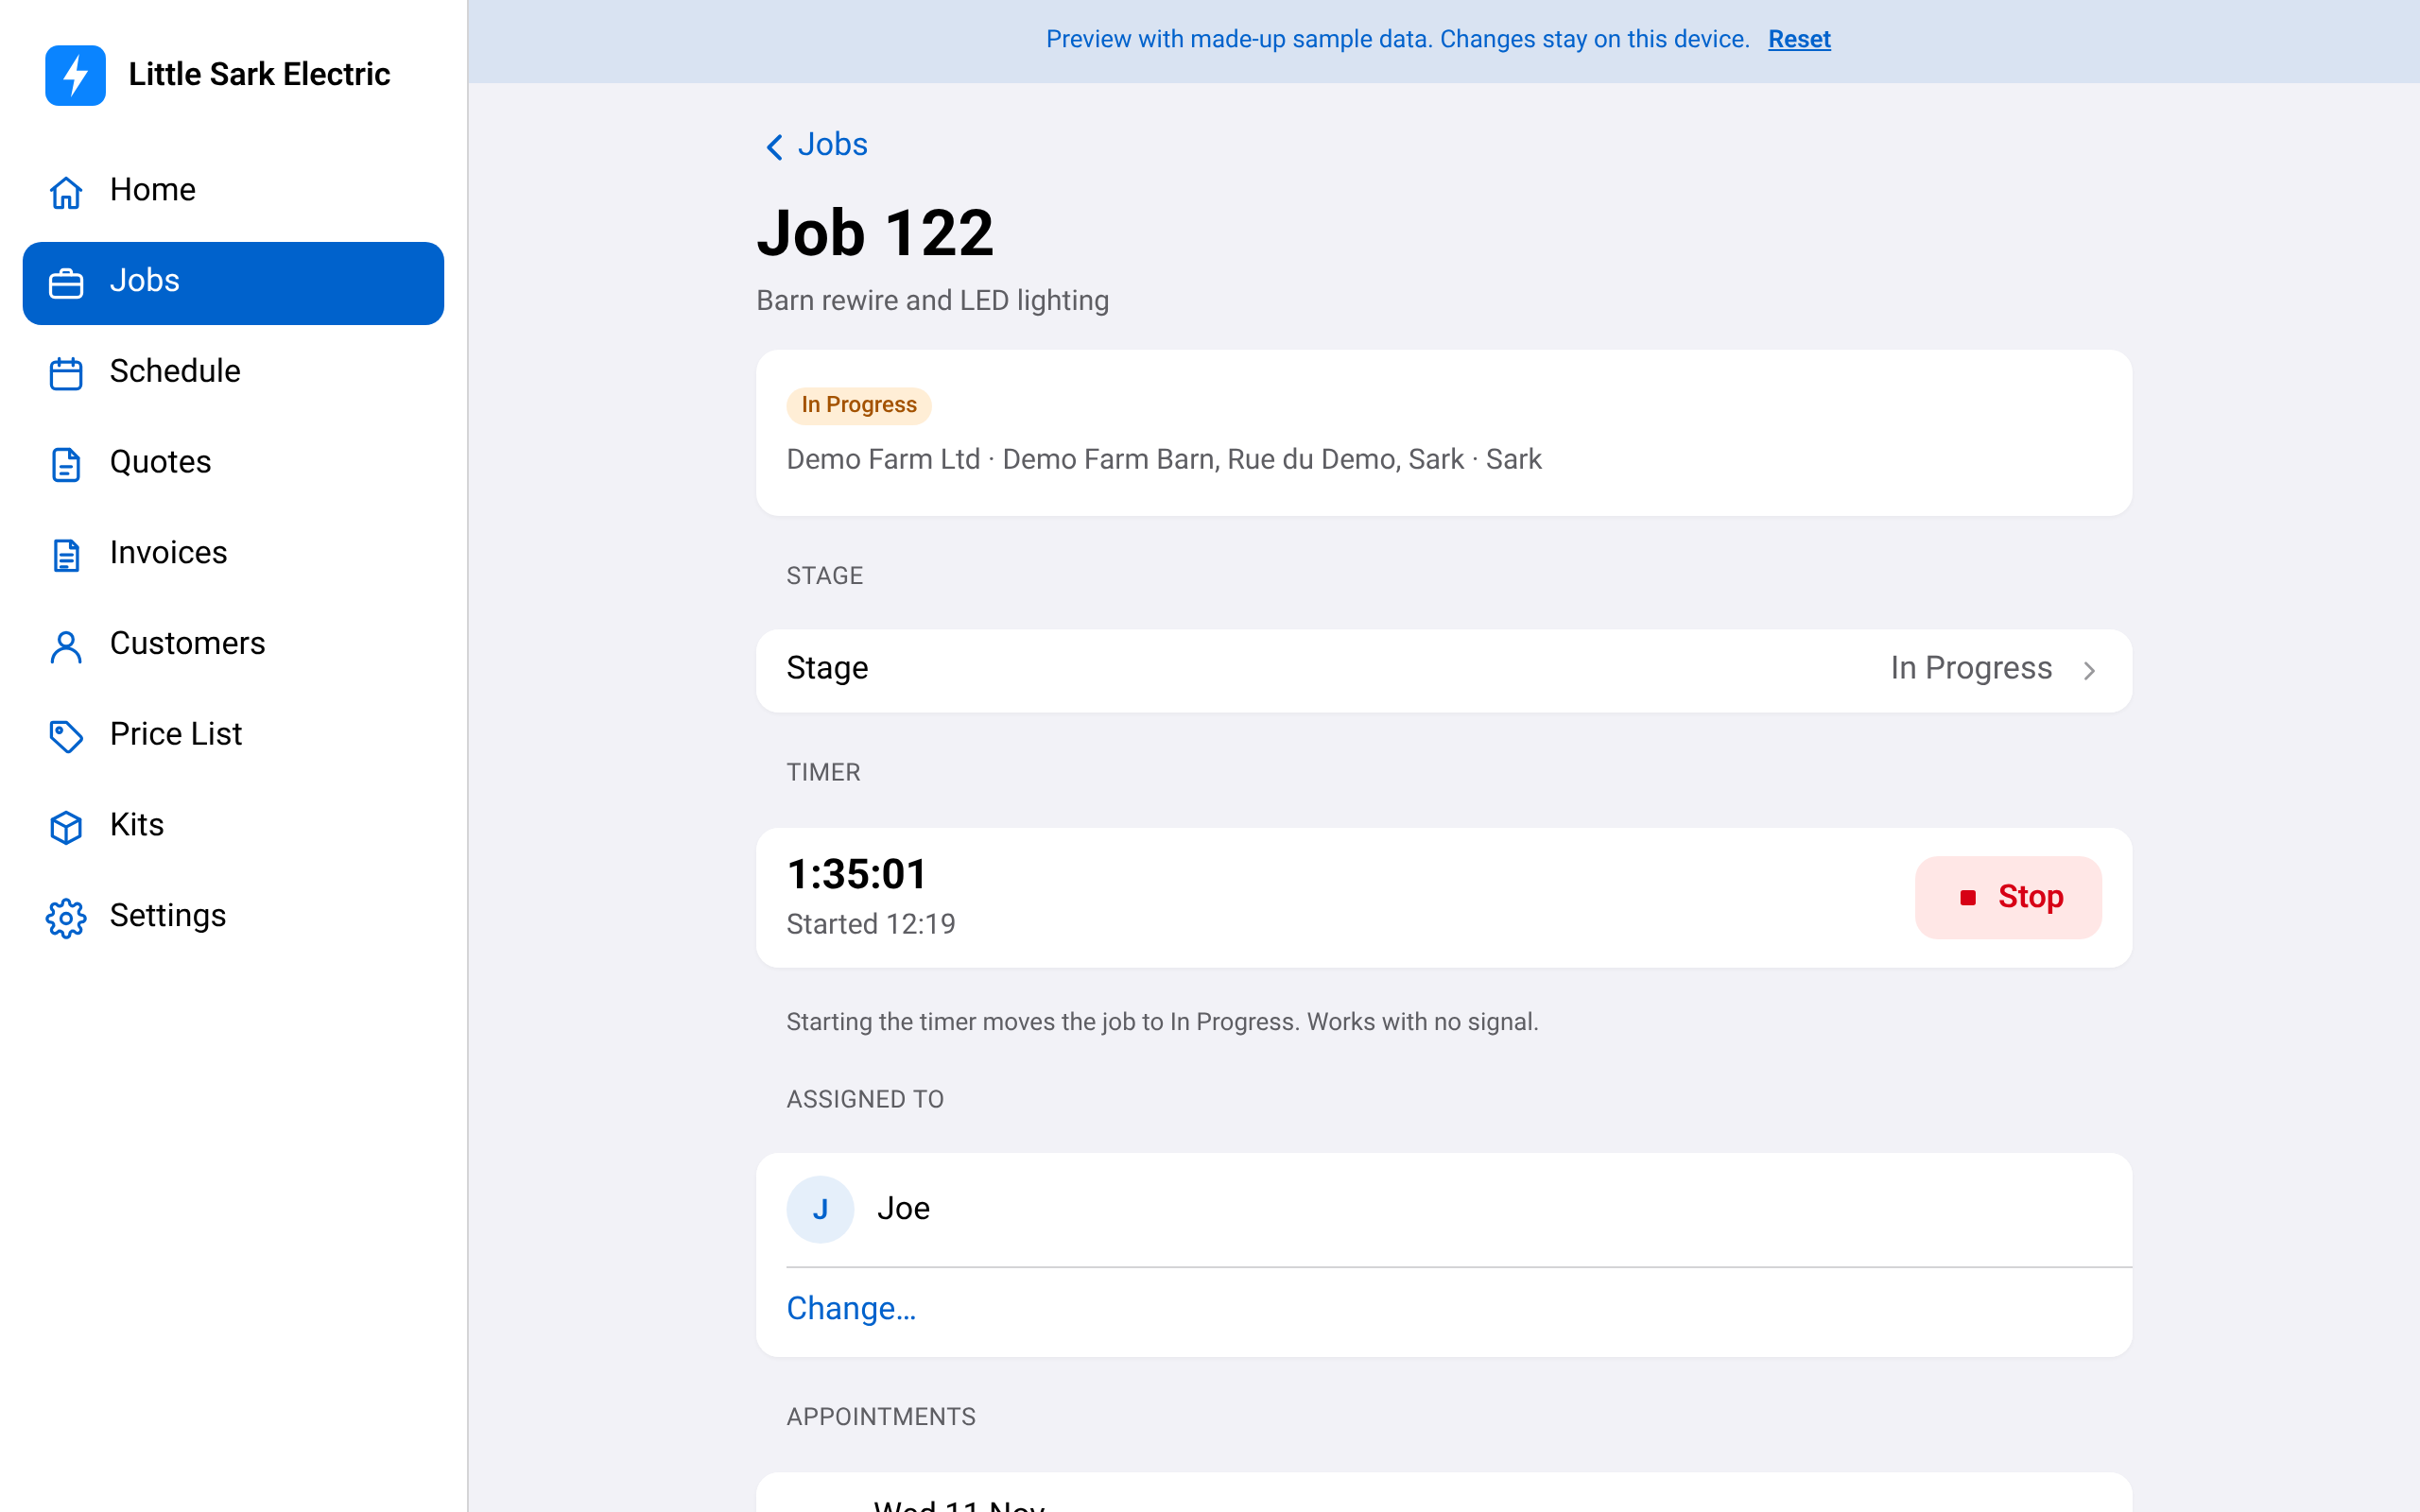 Little Sark Electric
Home
Jobs
Schedule
Quotes
Invoices
Customers
Price List
Kits
Settings
Preview with made-up sample data. Changes stay on this device. Reset
Jobs
Job 122
Barn rewire and LED lighting
In Progress
Demo Farm Ltd · Demo Farm Barn, Rue du Demo, Sark · Sark
STAGE
Stage In Progress
TIMER
1:35:01
Started 12:19
Stop
Starting the timer moves the job to In Progress. Works with no signal.
ASSIGNED TO
J Joe
Change…
APPOINTMENTS
Wed 11 Nov